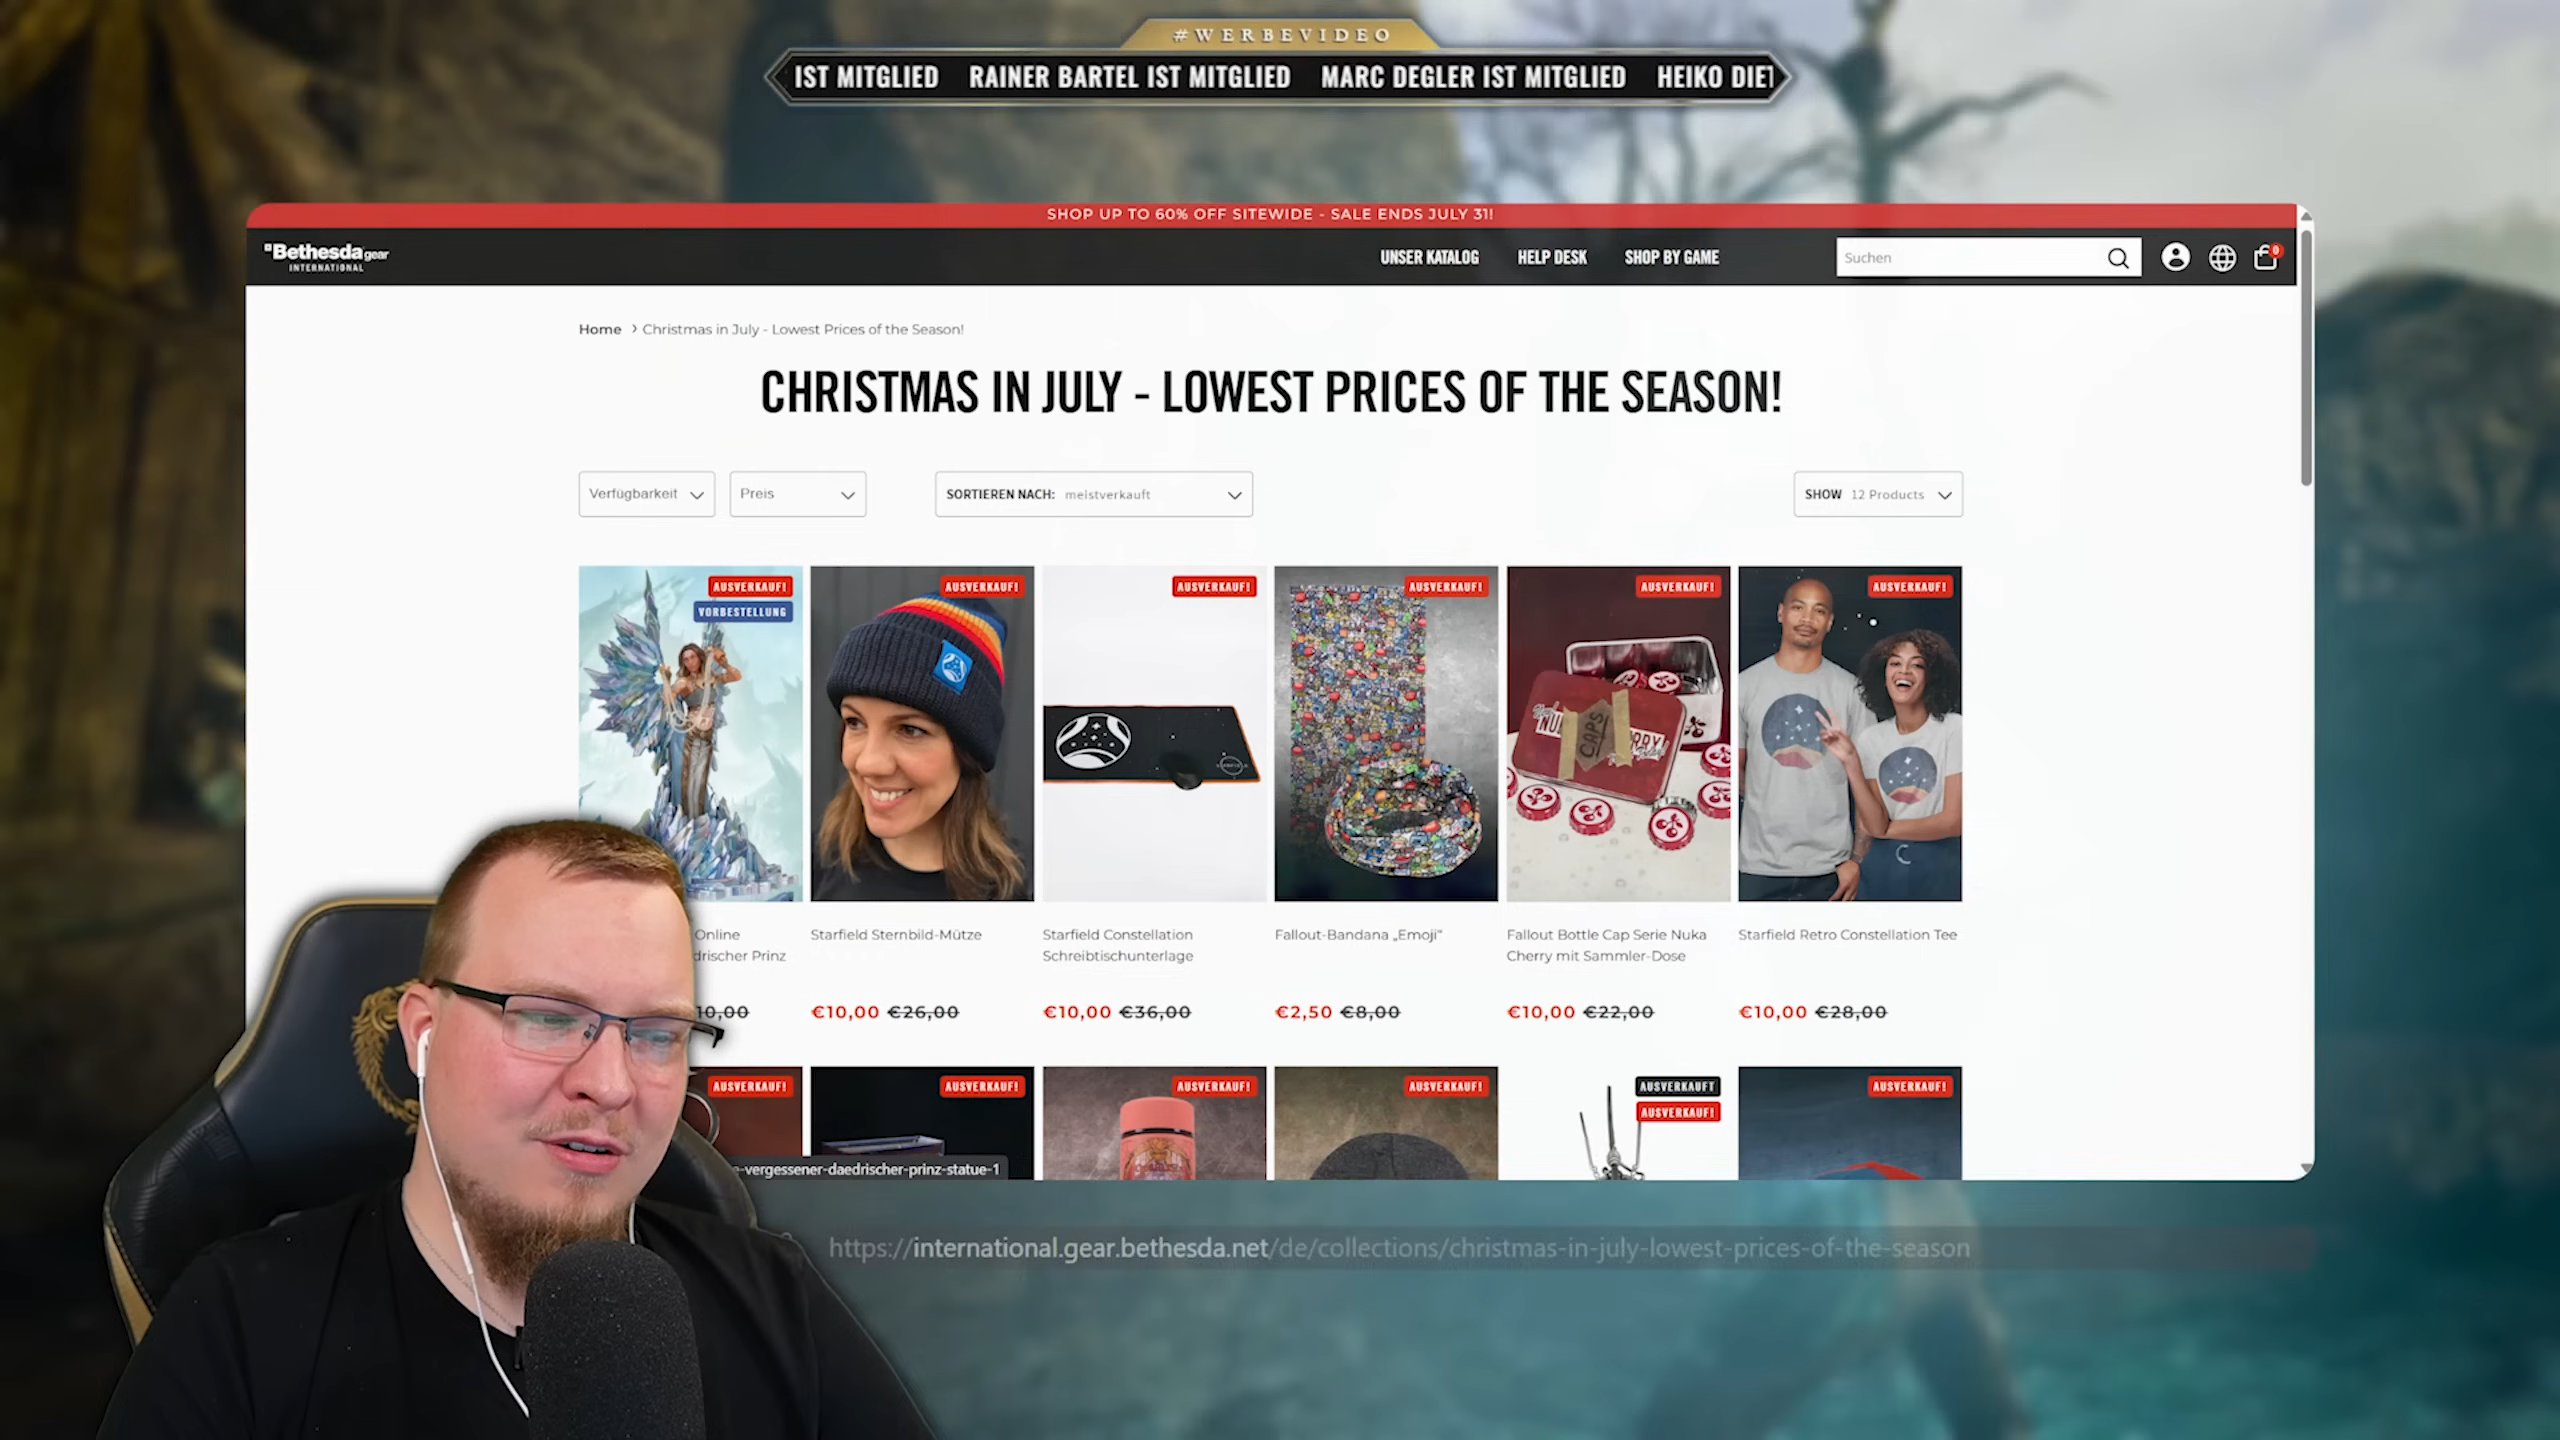 #WERBEVIDEO
IST MITGLIED RAINER BARTEL IST MITGLIED MARC DEGLER IST MITGLIED HEIKO DIET
SHOP UP TO 60% OFF SITEWIDE - SALE ENDS JULY 31!
Bethesda gear
INTERNATIONAL
UNSER KATALOG HELP DESK SHOP BY GAME
Suchen
0
Home › Christmas in July - Lowest Prices of the Season!
CHRISTMAS IN JULY - LOWEST PRICES OF THE SEASON!
Verfügbarkeit Preis SORTIEREN NACH: meistverkauft SHOW 12 Products
AUSVERKAUF! AUSVERKAUF! AUSVERKAUF! AUSVERKAUF! AUSVERKAUF! AUSVERKAUF!
VORBESTELLUNG
CAPS
Online Starfield Sternbild-Mütze Starfield Constellation Fallout-Bandana „Emoji" Fallout Bottle Cap Serie Nuka Starfield Retro Constellation Tee
drischer Prinz Schreibtischunterlage Cherry mit Sammler-Dose
10,00 €10,00 €26,00 €10,00 €36,00 €2,50 €8,00 €10,00 €22,00 €10,00 €28,00
AUSVERKAUF! AUSVERKAUF! AUSVERKAUF! AUSVERKAUF! AUSVERKAUFT AUSVERKAUF!
AUSVERKAUF!
-vergessener-daedrischer-prinz-statue-1
https://international.gear.bethesda.net/de/collections/christmas-in-july-lowest-prices-of-the-season